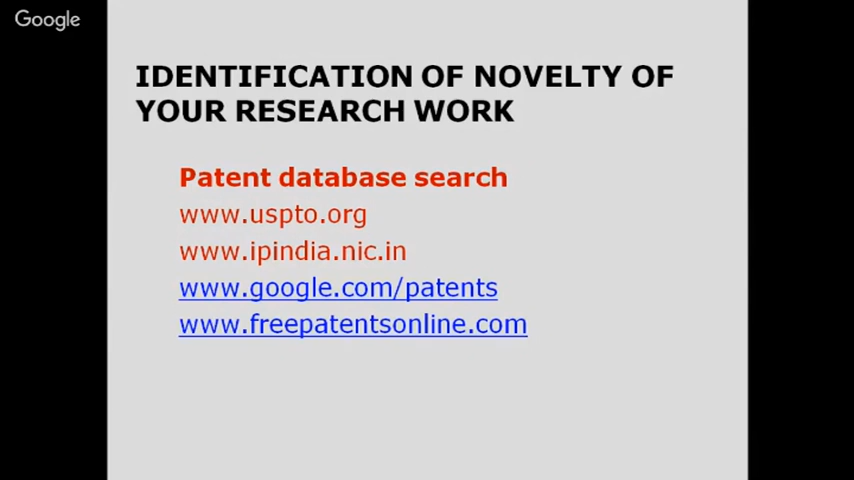 Google
IDENTIFICATION OF NOVELTY OF
YOUR RESEARCH WORK
Patent database search
www.uspto.org
www.ipindia.nic.in
www.google.com/patents
www.freepatentsonline.com